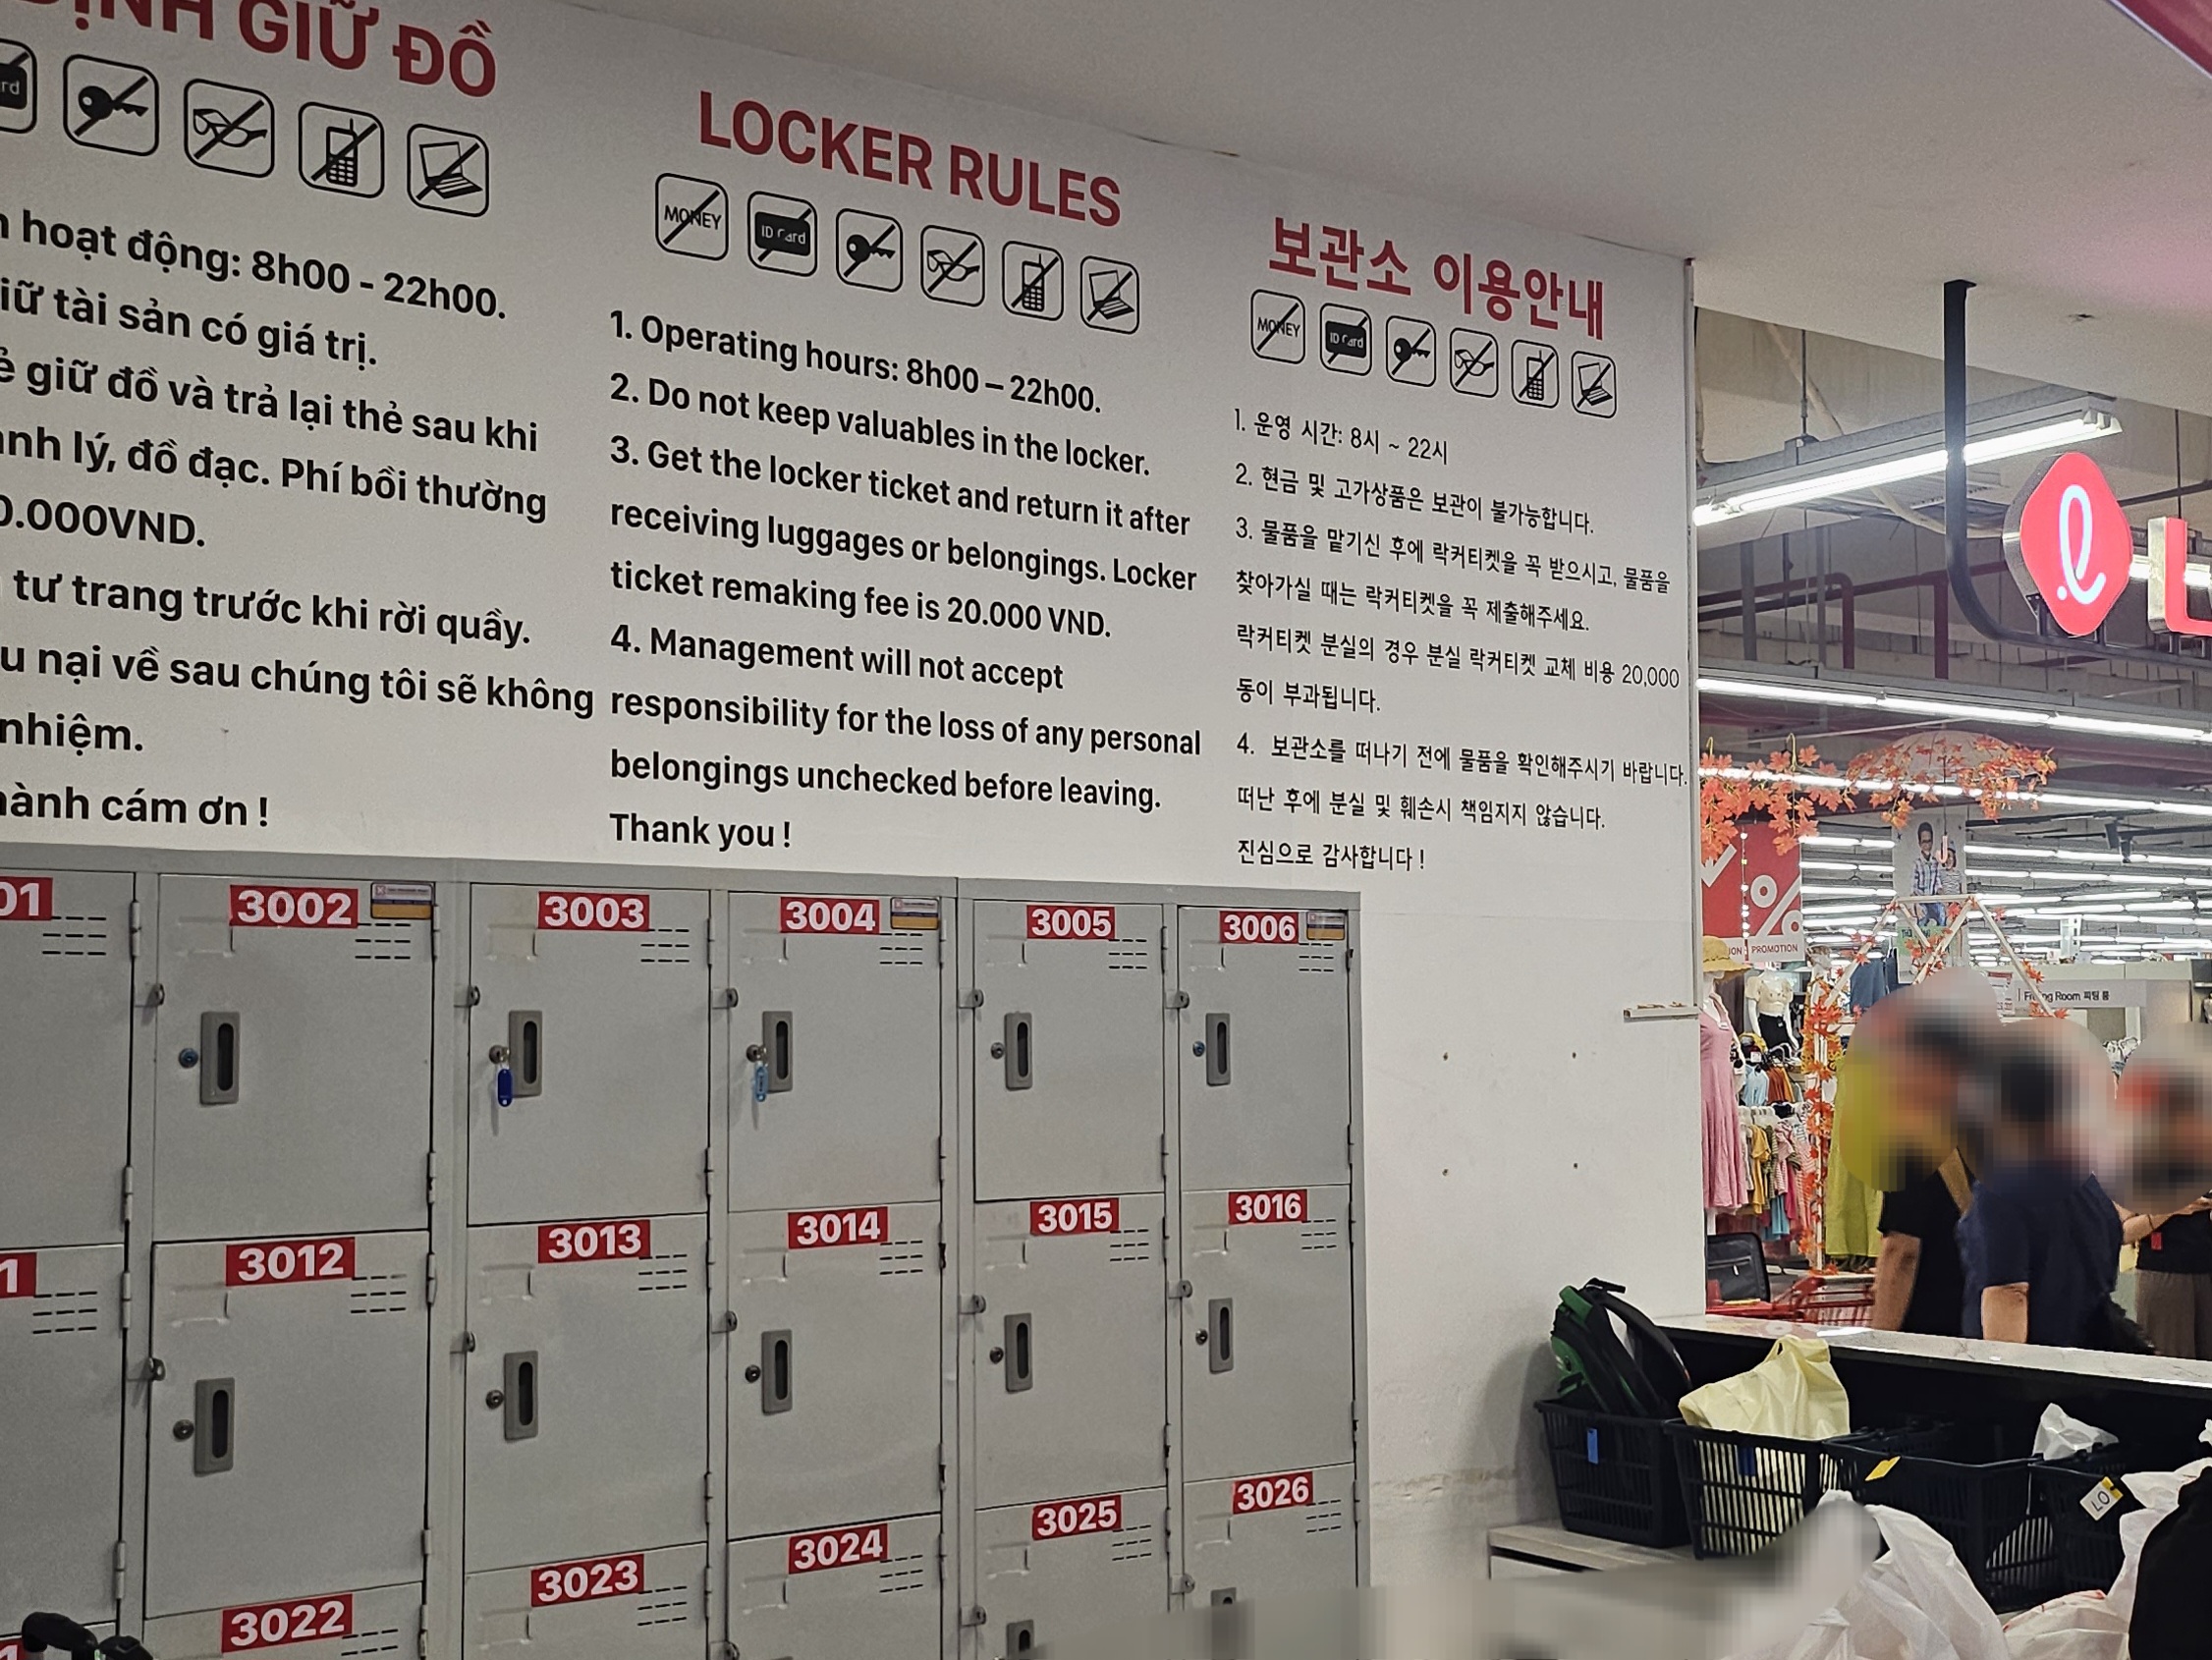 ĐỊNH GIỮ ĐỒ
hoạt động: 8h00 - 22h00.
giữ tài sản có giá trị.
giữ đồ và trả lại thẻ sau khi
lý, đồ đạc. Phí bồi thường
0.000VND.
tư trang trước khi rời quầy.
nại về sau chúng tôi sẽ không
nhiệm.
cám ơn !
LOCKER RULES
MONEY ID Card
1. Operating hours: 8h00 – 22h00.
2. Do not keep valuables in the locker.
3. Get the locker ticket and return it after
receiving luggages or belongings. Locker
ticket remaking fee is 20.000 VND.
4. Management will not accept
responsibility for the loss of any personal
belongings unchecked before leaving.
Thank you !
보관소 이용안내
MONEY ID Card
1. 운영 시간: 8시 ~ 22시
2. 현금 및 고가상품은 보관이 불가능합니다.
3. 물품을 맡기신 후에 락커티켓을 꼭 받으시고, 물품을
찾아가실 때는 락커티켓을 꼭 제출해주세요.
락커티켓 분실의 경우 분실 락커티켓 교체 비용 20,000
동이 부과됩니다.
4. 보관소를 떠나기 전에 물품을 확인해주시기 바랍니다.
떠난 후에 분실 및 훼손시 책임지지 않습니다.
진심으로 감사합니다 !
3002 3003 3004 3005 3006
3012 3013 3014 3015 3016
3022 3023 3024 3025 3026
%
PROMOTION
Fitting Room 피팅 룸
LO